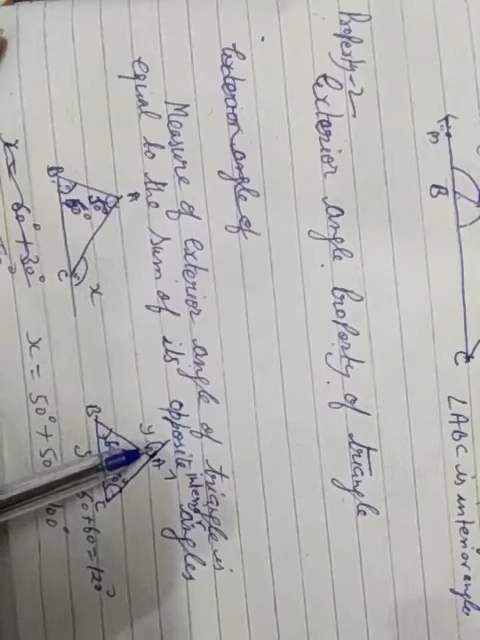 B
C
∠ABC is interior angle
Property-2
Exterior Angle Property of triangle
Exterior angle of
Measure of Exterior angle of triangle is
equal to the sum of its opposite interior angles
A
50°
B
C
x
A
y
B
C
60+60=120°
x = 60°+30°
x = 50°+50
100°